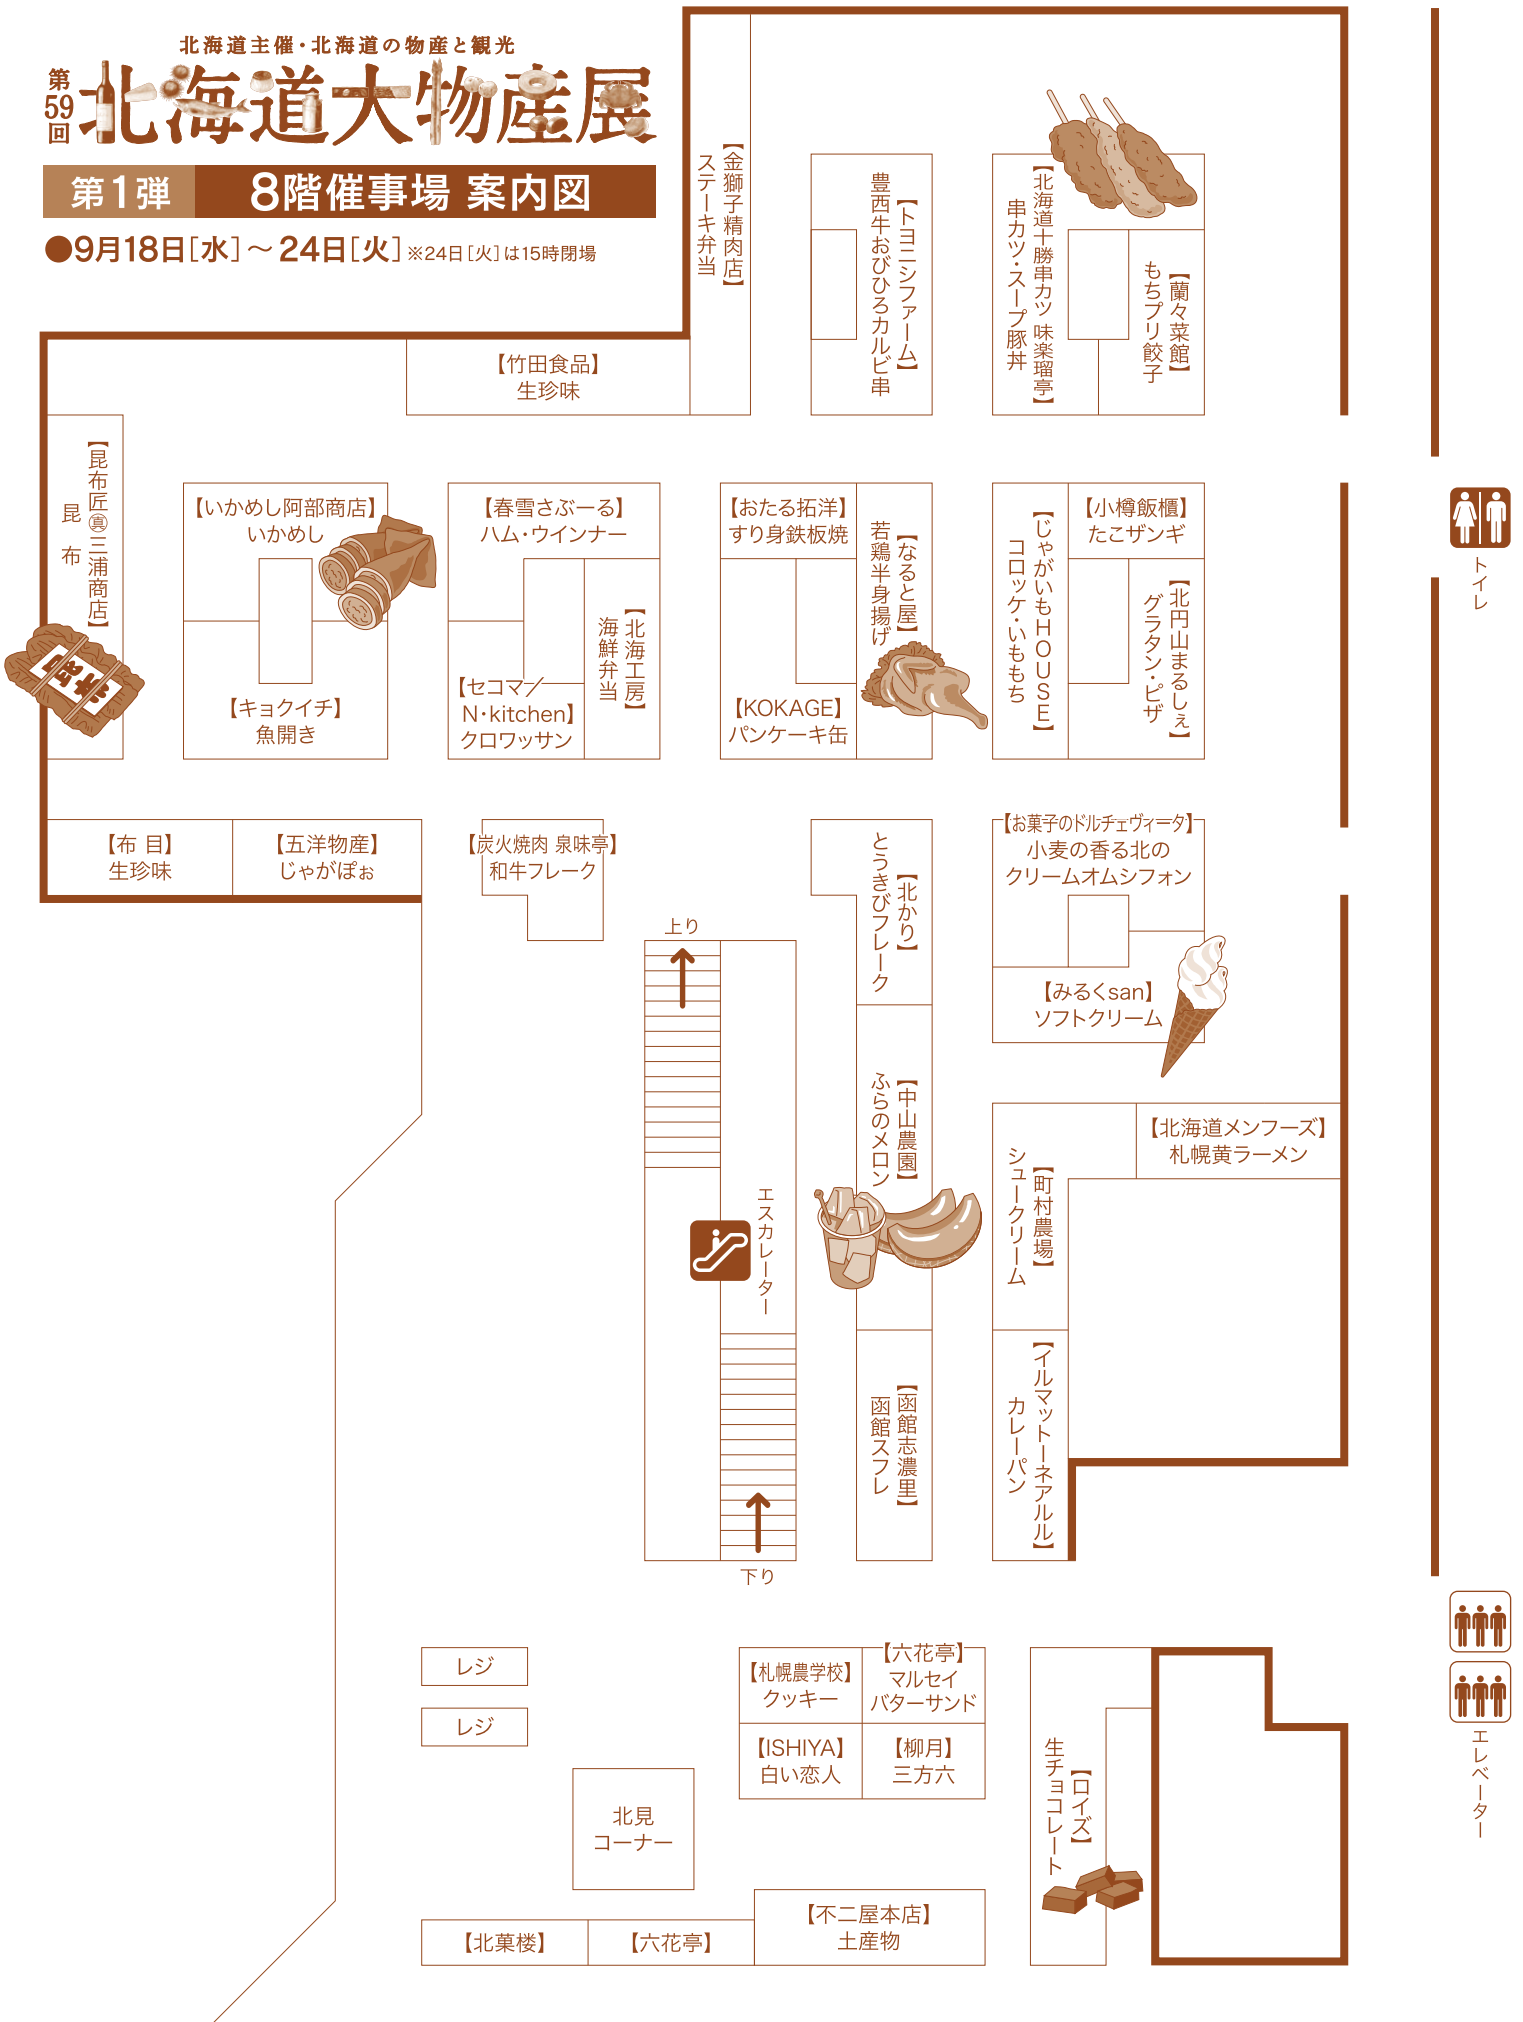 北海道主催・北海道の物産と観光
第59回
北海道大物産展
第1弾
8階催事場 案内図
●9月18日[水]～24日[火]※24日[火]は15時閉場
【金獅子精肉店】
ステーキ弁当
【トヨニシファーム】
豊西牛おびひろカルビ串
【北海道十勝串カツ 味楽瑠亭】
串カツ・スープ豚丼
【蘭々菜館】
もちプリ餃子
【竹田食品】
生珍味
【昆布匠㊢三浦商店】
昆 布
昆布
【いかめし阿部商店】
いかめし
【キョクイチ】
魚開き
【春雪さぶーる】
ハム・ウインナー
【北海工房】
海鮮弁当
【セコマ／
N・kitchen】
クロワッサン
【おたる拓洋】
すり身鉄板焼
【なると屋】
若鶏半身揚げ
【KOKAGE】
パンケーキ缶
【じゃがいもHOUSE】
コロッケ・いももち
【小樽飯櫃】
たこザンギ
【北円山まるしぇ】
グラタン・ピザ
トイレ
【布 目】
生珍味
【五洋物産】
じゃがぽぉ
【炭火焼肉 泉味亭】
和牛フレーク
【北かり】
とうきびフレーク
【お菓子のドルチェヴィータ】
小麦の香る北の
クリームオムシフォン
【みるくsan】
ソフトクリーム
上り
エスカレーター
下り
【中山農園】
ふらのメロン
【北海道メンフーズ】
札幌黄ラーメン
【町村農場】
シュークリーム
【函館志濃里】
函館スフレ
【イルマットーネアルル】
カレーパン
レジ
レジ
【札幌農学校】
クッキー
【六花亭】
マルセイ
バターサンド
【ISHIYA】
白い恋人
【柳月】
三方六
【ロイズ】
生チョコレート
エレベーター
北見
コーナー
【北菓楼】
【六花亭】
【不二屋本店】
土産物